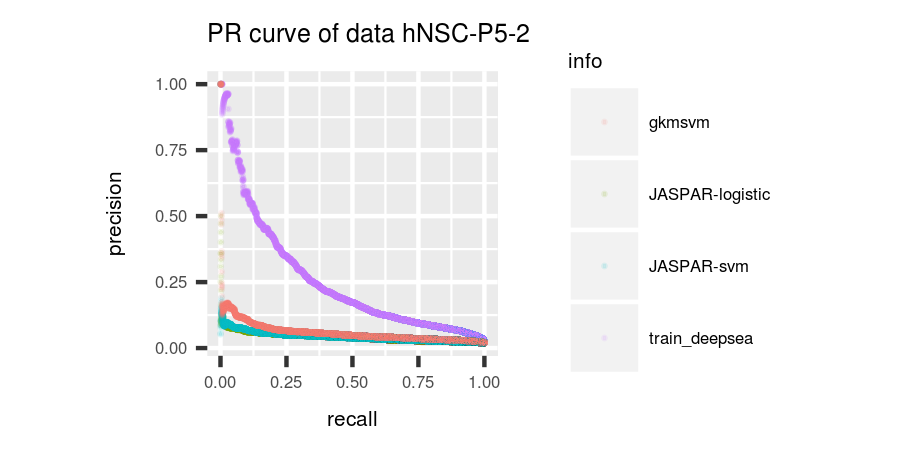 PR curve of data hNSC-P5-2
precision
1.00
0.75
0.50
0.25
0.00
0.00 0.25 0.50 0.75 1.00
recall
info
gkmsvm
JASPAR-logistic
JASPAR-svm
train_deepsea